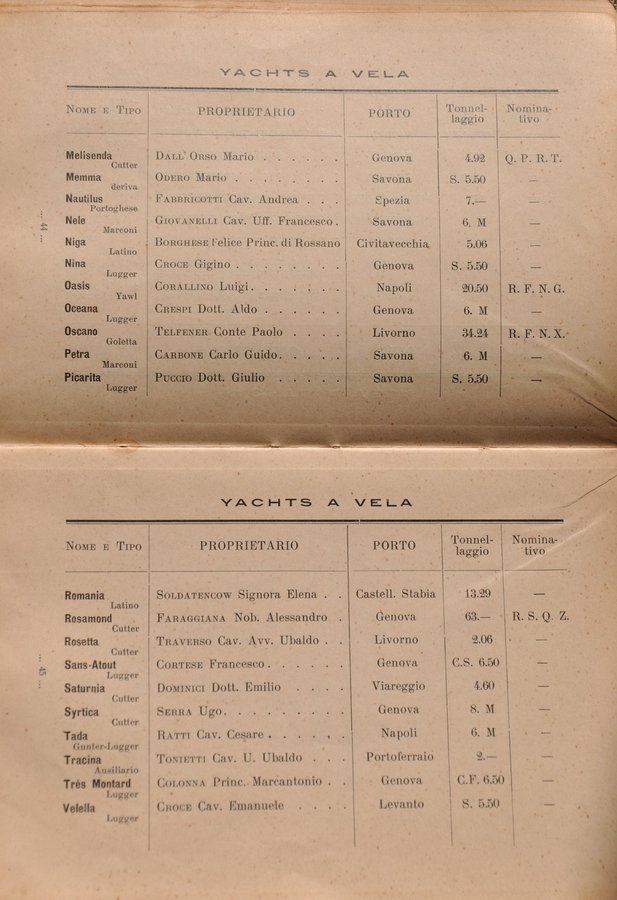 YACHTS A VELA
NOME E TIPO PROPRIETARIO PORTO Tonnel-laggio Nomina-tivo
Melisenda DALL' ORSO Mario . . . . . . Genova 4.92 Q. P. R. T.
Cutter
Memma ODERO Mario . . . . . . . . Savona S. 5.50 —
deriva
Nautilus FABBRICOTTI Cav. Andrea . . . Spezia 7.— —
Portoghese
Nele GIOVANELLI Cav. Uff. Francesco . Savona 6. M —
Marconi
Niga BORGHESE Felice Princ. di Rossano Civitavecchia 5.06 —
Latino
Nina CROCE Gigino . . . . . . . . Genova S. 5.50 —
Lugger
Oasis CORALLINO Luigi . . . . . . Napoli 20.50 R. F. N. G.
Yawl
Oceana CRESPI Dott. Aldo . . . . . . Genova 6. M —
Lugger
Oscano TELFENER Conte Paolo . . . . Livorno 34.24 R. F. N. X.
Goletta
Petra CARBONE Carlo Guido . . . . . Savona 6. M —
Marconi
Picarita PUCCIO Dott. Giulio . . . . . Savona S. 5.50 —
Lugger
— 44 —
YACHTS A VELA
NOME E TIPO PROPRIETARIO PORTO Tonnel-laggio Nomina-tivo
Romania SOLDATENCOW Signora Elena . . Castell. Stabia 13.29 —
Latino
Rosamond FARAGGIANA Nob. Alessandro . Genova 63.— R. S. Q. Z.
Cutter
Rosetta TRAVERSO Cav. Avv. Ubaldo . . Livorno 2.06 —
Cutter
Sans-Atout CORTESE Francesco . . . . . . Genova C.S. 6.50 —
Lugger
Saturnia DOMINICI Dott. Emilio . . . . Viareggio 4.60 —
Cutter
Syrtica SERRA Ugo . . . . . . . . . Genova 8. M —
Cutter
Tada RATTI Cav. Cesare . . . . . . Napoli 6. M —
Gunter-Lugger
Tracina TONIETTI Cav. U. Ubaldo . . . Portoferraio 2.— —
Ausiliario
Très Montard COLONNA Princ. Marcantonio . . Genova C.F. 6.50 —
Lugger
Velella CROCE Cav. Emanuele . . . . Levanto S. 5.50 —
Lugger
— 45 —